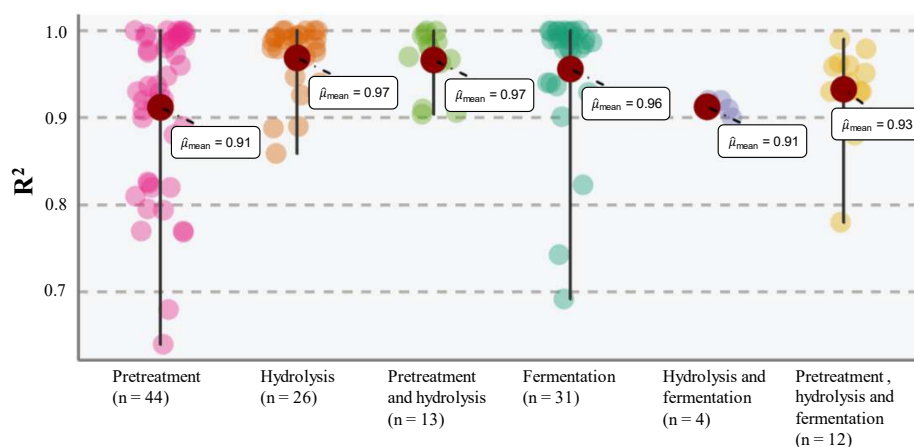 1.0
0.9
0.8
0.7
R²
μ̂mean = 0.91
μ̂mean = 0.97
μ̂mean = 0.97
μ̂mean = 0.96
μ̂mean = 0.91
μ̂mean = 0.93
Pretreatment
(n = 44)
Hydrolysis
(n = 26)
Pretreatment
and hydrolysis
(n = 13)
Fermentation
(n = 31)
Hydrolysis and
fermentation
(n = 4)
Pretreatment ,
hydrolysis and
fermentation
(n = 12)